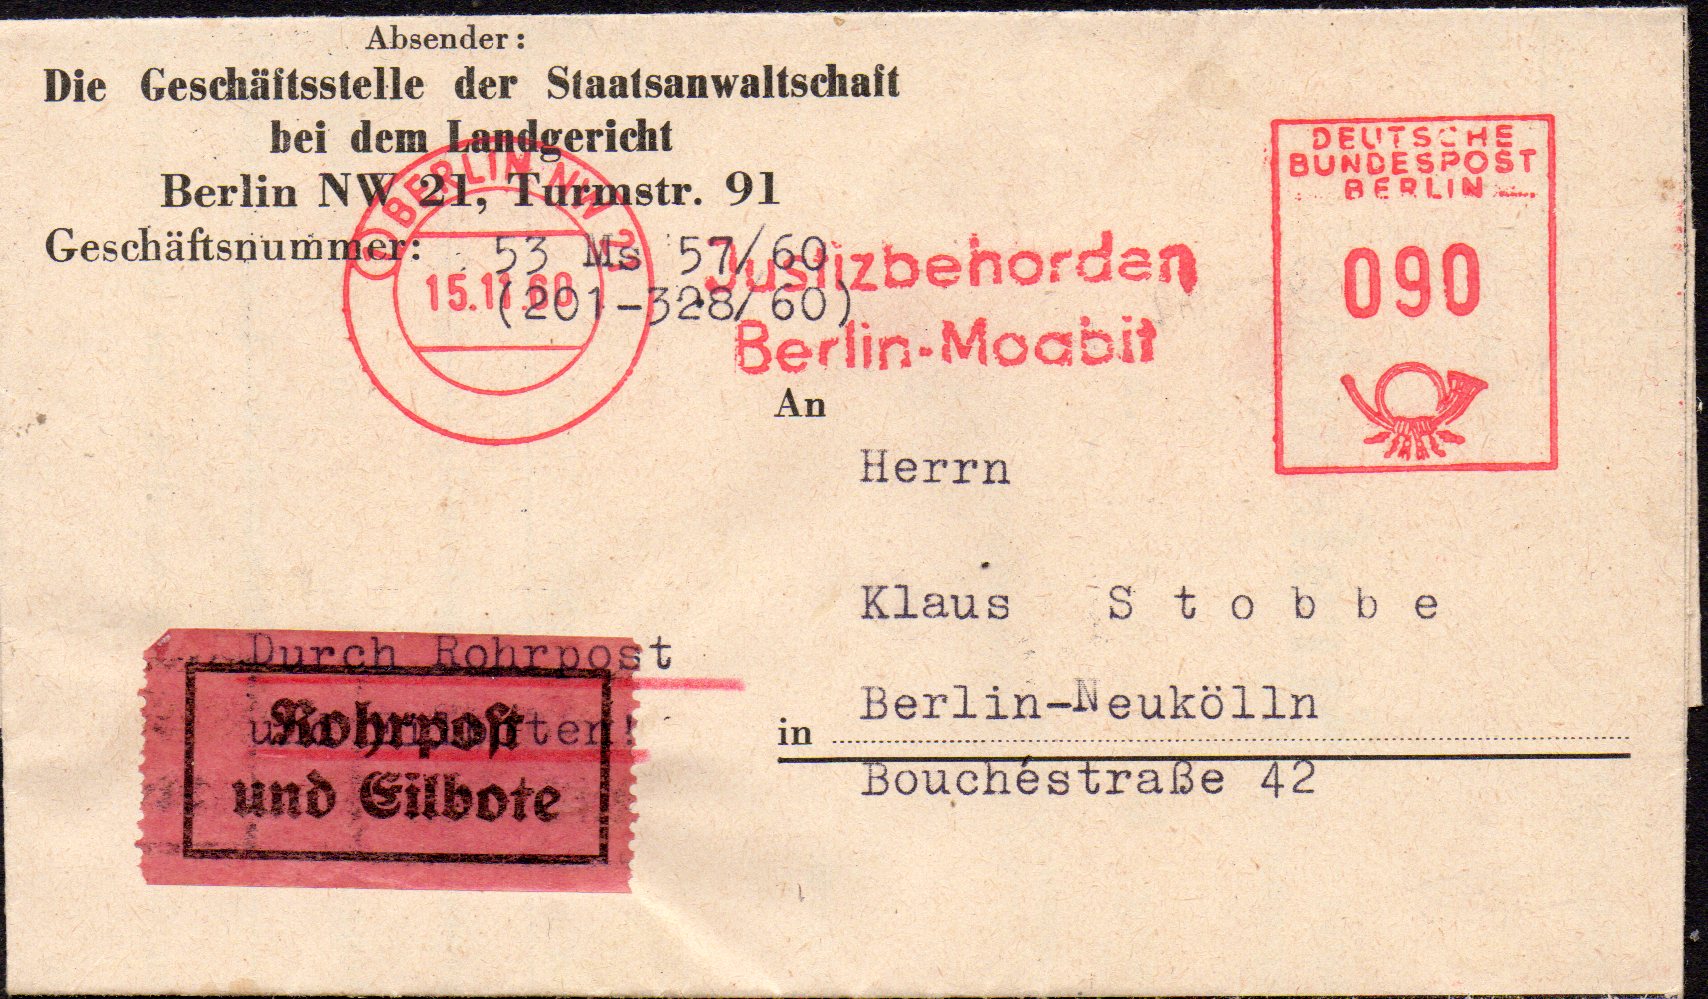 Absender:
Die Geschäftsstelle der Staatsanwaltschaft
bei dem Landgericht
Berlin NW 21, Turmstr. 91
Geschäftsnummer: 53 Ms 57/60
(201-328/60)
BERLIN NW 21
15.11.60
Justizbehörden
Berlin-Moabit
DEUTSCHE
BUNDESPOST
BERLIN
090
An
Herrn
Klaus S t o b b e
in Berlin-Neukölln
Bouchéstraße 42
Durch Rohrpost
Rohrpost
und Eilbote